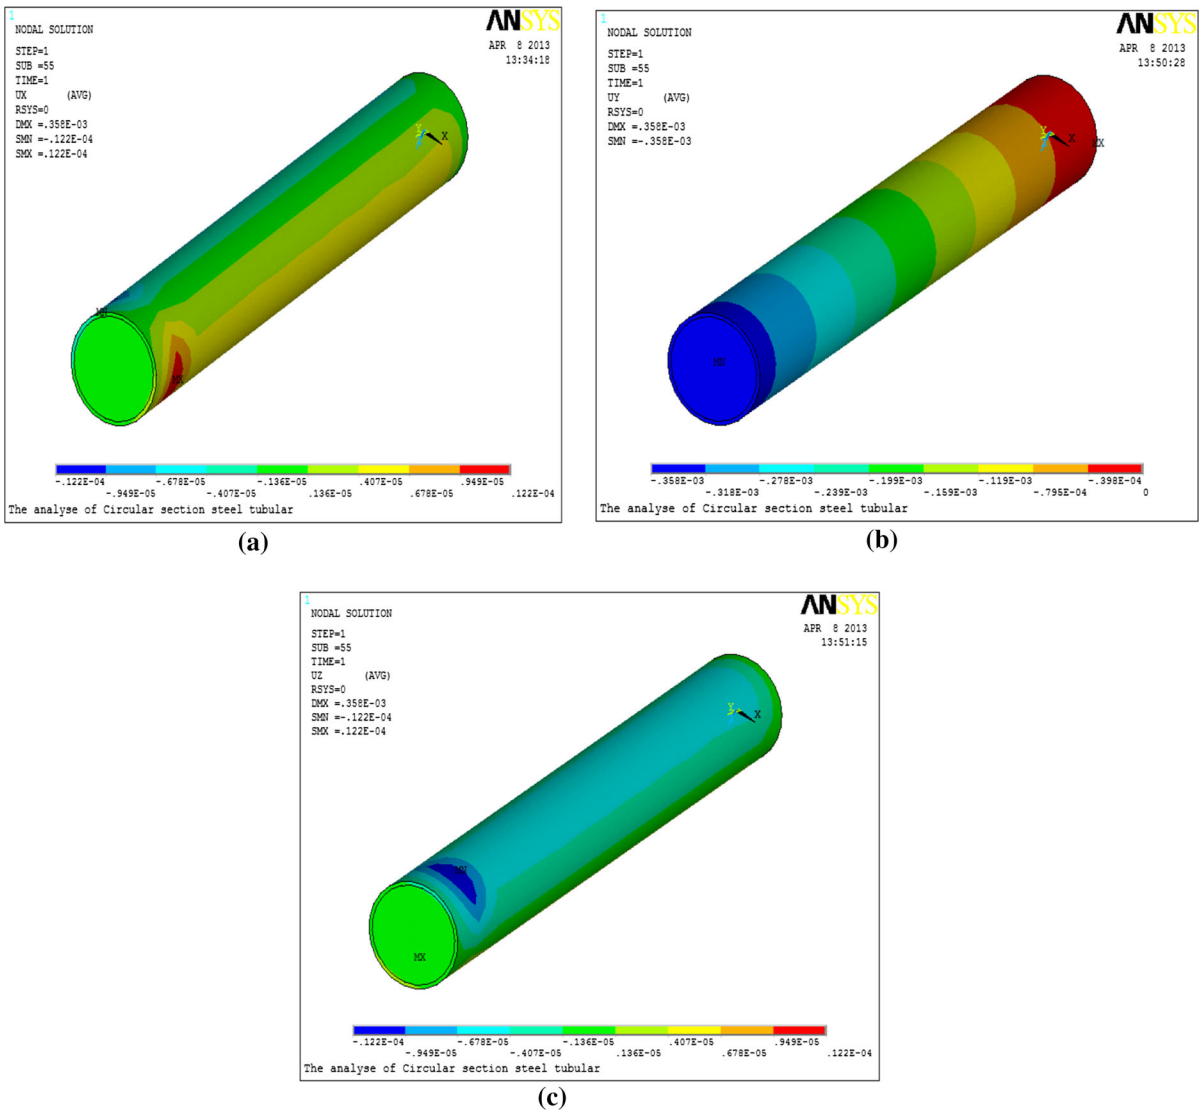 1
ANSYS
NODAL SOLUTION
APR 8 2013
13:34:18
STEP=1
SUB =55
TIME=1
UX (AVG)
RSYS=0
DMX =.358E-03
SMN =-.122E-04
SMX =.122E-04
Y
X
MN
MX
-.122E-04 -.678E-05 -.136E-05 .407E-05 .949E-05
-.949E-05 -.407E-05 .136E-05 .678E-05 .122E-04
The analyse of Circular section steel tubular
(a)
1
ANSYS
NODAL SOLUTION
APR 8 2013
13:50:28
STEP=1
SUB =55
TIME=1
UY (AVG)
RSYS=0
DMX =.358E-03
SMN =-.358E-03
Y
X
MX
MN
-.358E-03 -.278E-03 -.199E-03 -.119E-03 -.398E-04
-.318E-03 -.239E-03 -.159E-03 -.795E-04 0
The analyse of Circular section steel tubular
(b)
1
ANSYS
NODAL SOLUTION
APR 8 2013
13:51:15
STEP=1
SUB =55
TIME=1
UZ (AVG)
RSYS=0
DMX =.358E-03
SMN =-.122E-04
SMX =.122E-04
Y
X
MN
MX
-.122E-04 -.678E-05 -.136E-05 .407E-05 .949E-05
-.949E-05 -.407E-05 .136E-05 .678E-05 .122E-04
The analyse of Circular section steel tubular
(c)